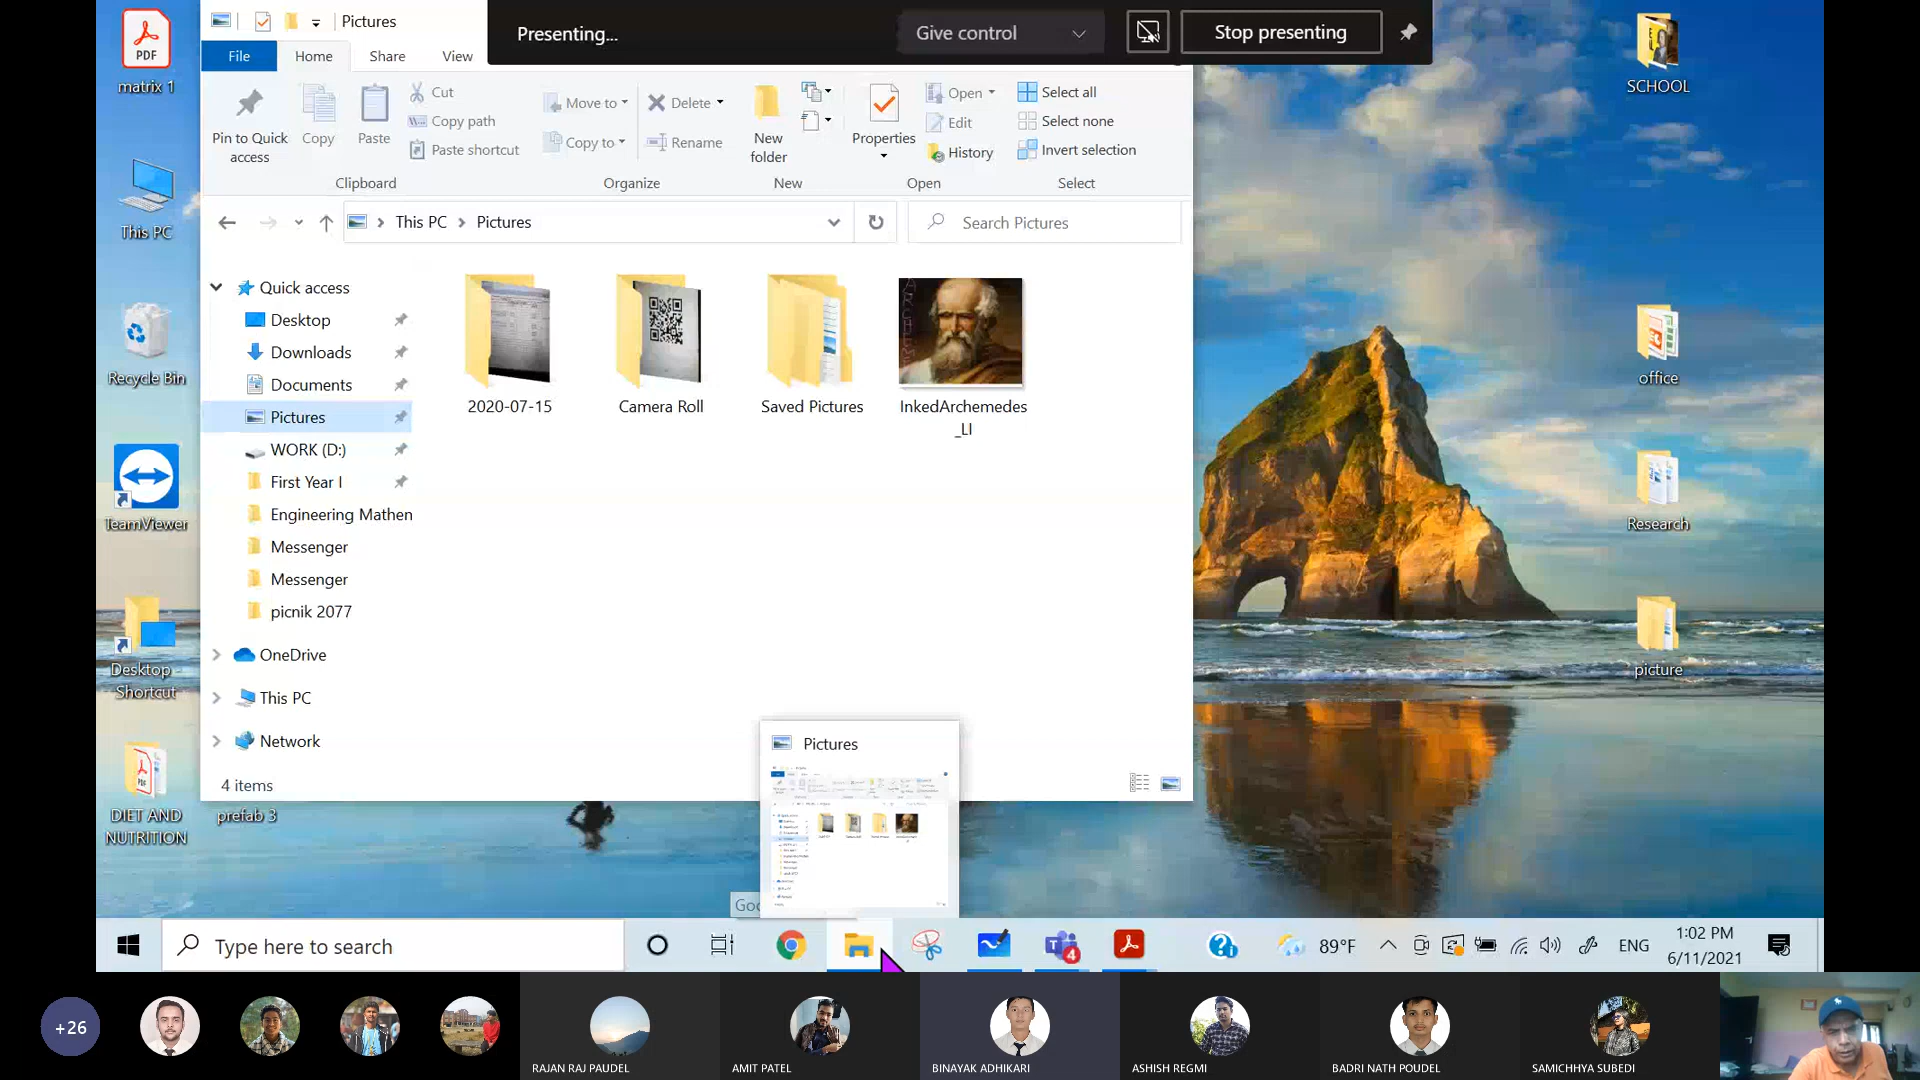 PDF
matrix 1
Pictures
Presenting...
Give control
Stop presenting
SCHOOL
File
Home
Share
View
Pin to Quick access
Copy
Paste
Cut
Copy path
Paste shortcut
Move to
Copy to
Delete
Rename
New folder
Properties
Open
Edit
History
Select all
Select none
Invert selection
Clipboard
Organize
New
Open
Select
This PC
This PC
Pictures
Search Pictures
Quick access
Desktop
Downloads
Documents
Pictures
WORK (D:)
First Year I
Engineering Mathen
Messenger
Messenger
picnik 2077
OneDrive
This PC
Network
4 items
2020-07-15
Camera Roll
Saved Pictures
InkedArchemedes
_LI
Recycle Bin
TeamViewer
Desktop -
Shortcut
PDF
DIET AND
NUTRITION
prefab 3
office
Research
picture
Pictures
Goo
Type here to search
4
89°F
ENG
1:02 PM
6/11/2021
+26
RAJAN RAJ PAUDEL
AMIT PATEL
BINAYAK ADHIKARI
ASHISH REGMI
BADRI NATH POUDEL
SAMICHHYA SUBEDI